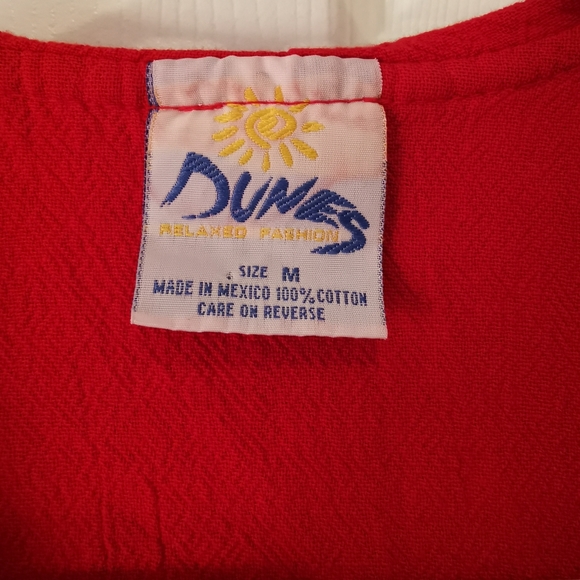 DUNES
RELAXED FASHION
SIZE M
MADE IN MEXICO 100% COTTON
CARE ON REVERSE